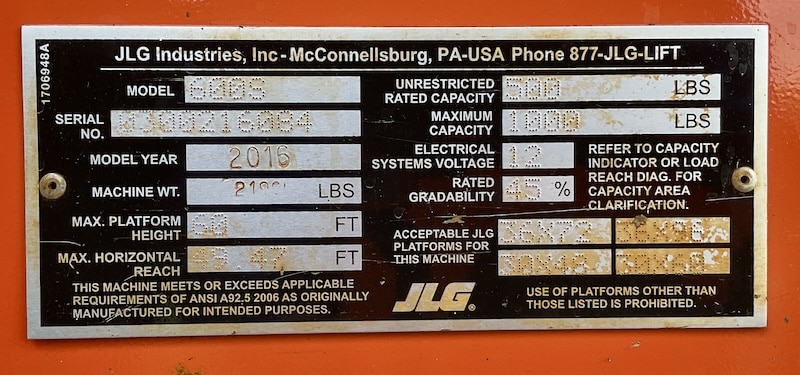 1706948A
JLG Industries, Inc - McConnellsburg, PA-USA Phone 877-JLG-LIFT
MODEL 600S
SERIAL NO. 0300216084
MODEL YEAR 2016
MACHINE WT. LBS
MAX. PLATFORM HEIGHT 60 FT
MAX. HORIZONTAL REACH 47 FT
THIS MACHINE MEETS OR EXCEEDS APPLICABLE
REQUIREMENTS OF ANSI A92.5 2006 AS ORIGINALLY
MANUFACTURED FOR INTENDED PURPOSES.
UNRESTRICTED RATED CAPACITY 500 LBS
MAXIMUM CAPACITY 1000 LBS
ELECTRICAL SYSTEMS VOLTAGE 12
RATED GRADABILITY 45 %
REFER TO CAPACITY
INDICATOR OR LOAD
REACH DIAG. FOR
CAPACITY AREA
CLARIFICATION.
ACCEPTABLE JLG
PLATFORMS FOR
THIS MACHINE
36X72 36X96
JLG®
USE OF PLATFORMS OTHER THAN
THOSE LISTED IS PROHIBITED.